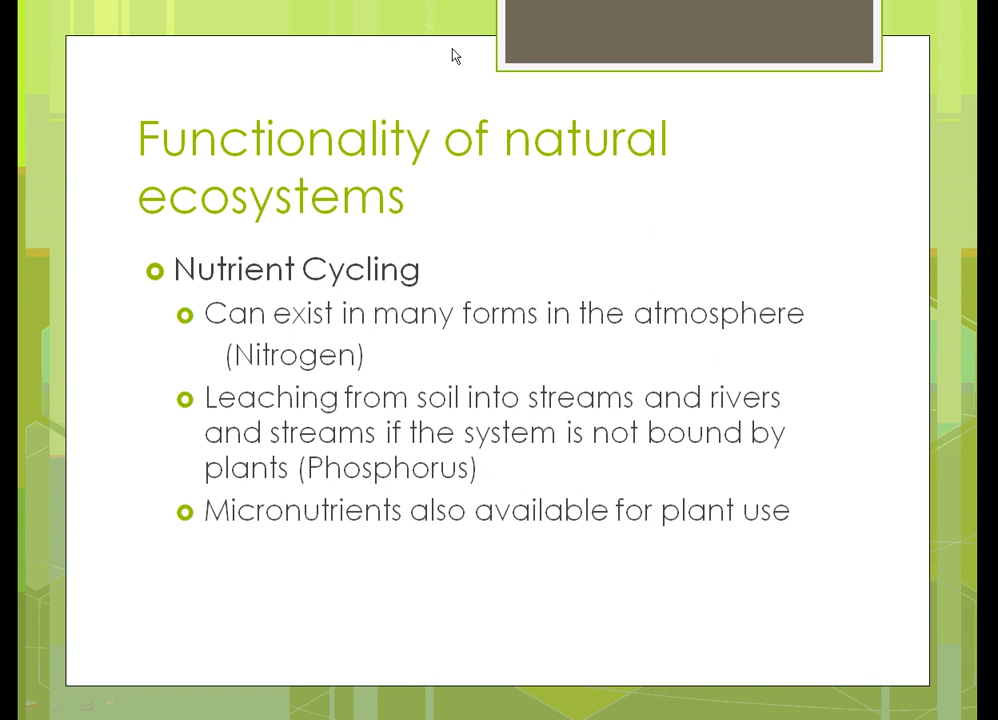 Functionality of natural
ecosystems
Nutrient Cycling
Can exist in many forms in the atmosphere
(Nitrogen)
Leaching from soil into streams and rivers
and streams if the system is not bound by
plants (Phosphorus)
Micronutrients also available for plant use